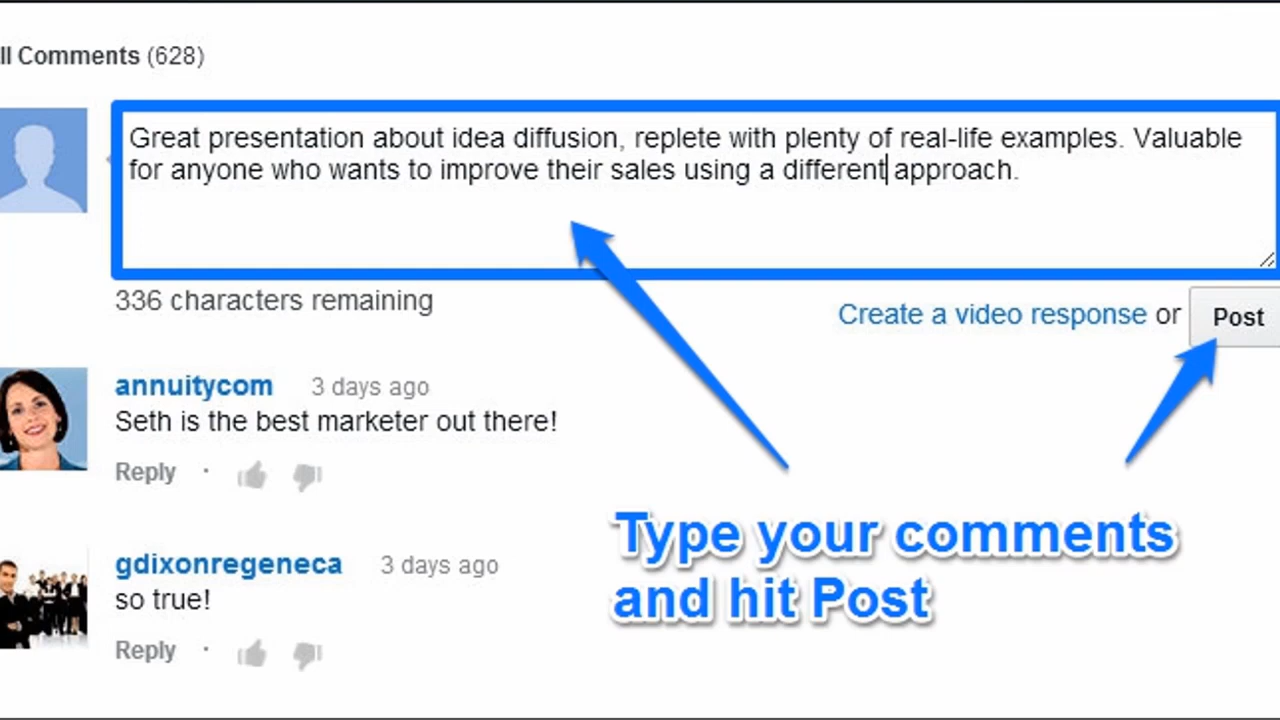 ll Comments (628)
Great presentation about idea diffusion, replete with plenty of real-life examples. Valuable
for anyone who wants to improve their sales using a different approach.
336 characters remaining
Create a video response or Post
annuitycom 3 days ago
Seth is the best marketer out there!
Reply ·
gdixonregeneca 3 days ago
so true!
Reply ·
Type your comments
and hit Post